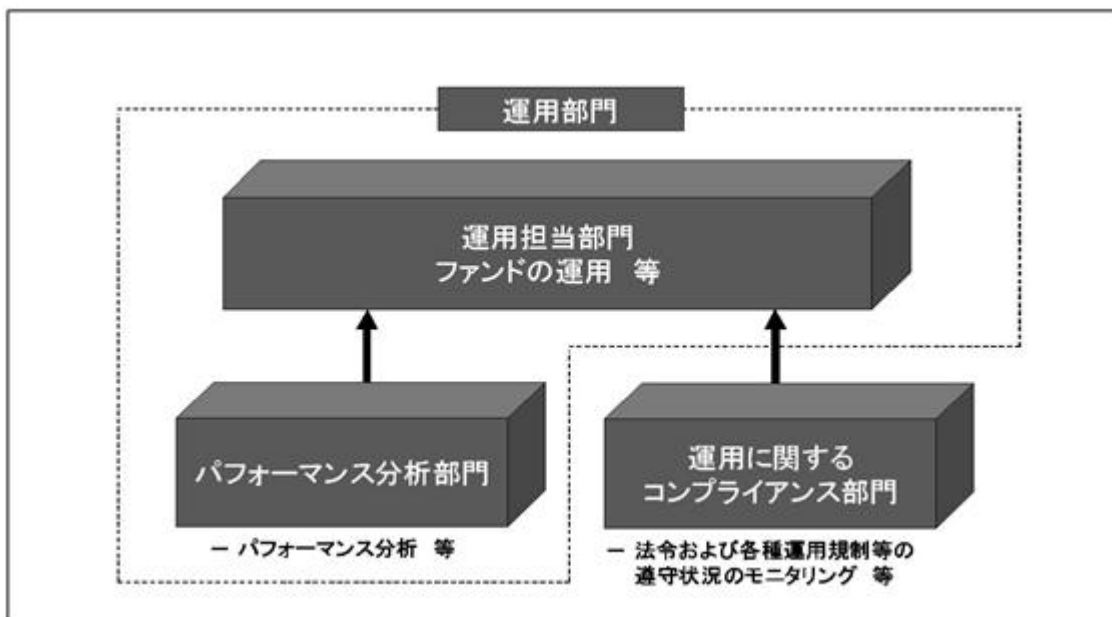 運用部門
運用担当部門
ファンドの運用 等
パフォーマンス分析部門
－ パフォーマンス分析 等
運用に関する
コンプライアンス部門
－ 法令および各種運用規制等の
遵守状況のモニタリング 等